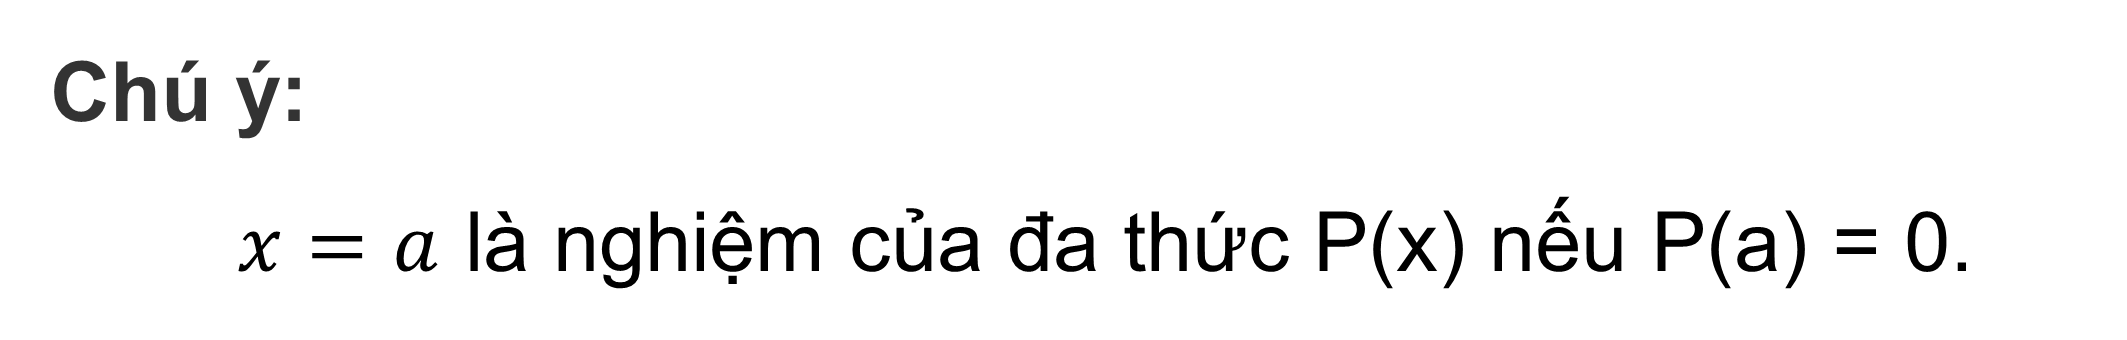 Chú ý:
x = a là nghiệm của đa thức P(x) nếu P(a) = 0.